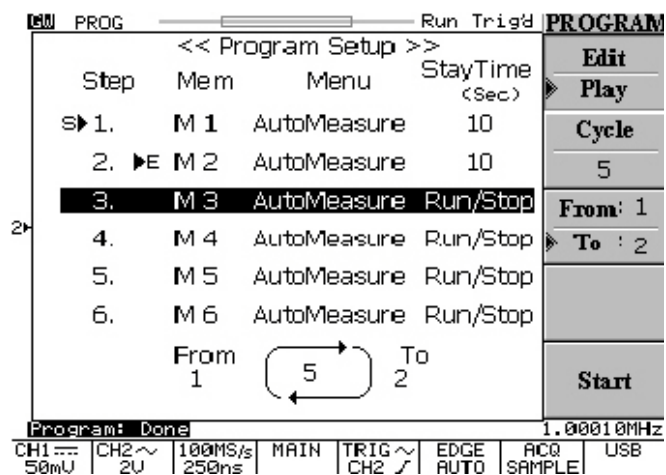 GW PROG Run Trig'd PROGRAM
<< Program Setup >>
Step Mem Menu StayTime (Sec)
S 1. M 1 AutoMeasure 10
2. E M 2 AutoMeasure 10
3. M 3 AutoMeasure Run/Stop
4. M 4 AutoMeasure Run/Stop
5. M 5 AutoMeasure Run/Stop
6. M 6 AutoMeasure Run/Stop
From 5 To
1 2
Edit
Play
Cycle
5
From: 1
To : 2
Start
2
Program: Done 1.00010MHz
CH1 CH2 100MS/s MAIN TRIG EDGE ACQ USB
50mV 2V 250ns CH2 AUTO SAMPLE